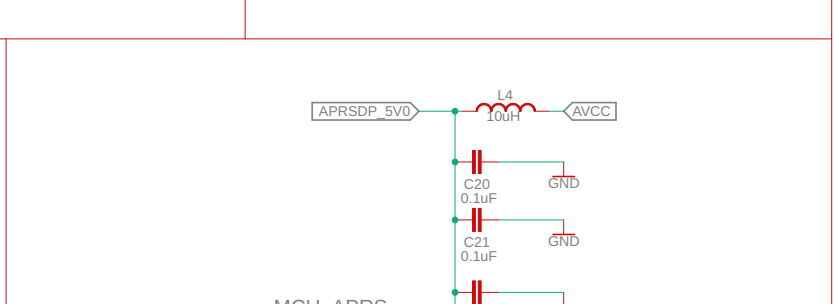 L4
APRSDP_5V0
10uH
AVCC
C20
0.1uF
GND
C21
0.1uF
GND